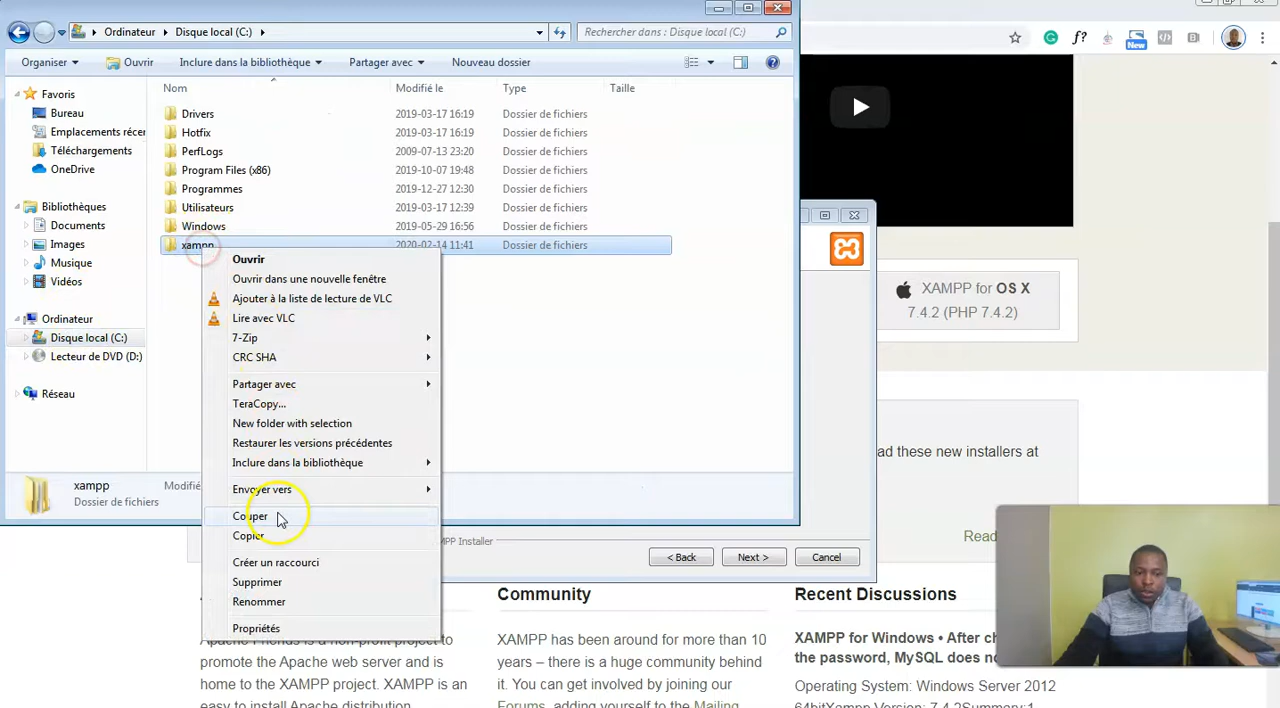 Ordinateur
Disque local (C:)
Rechercher dans: Disque local (C:)
Organiser
Ouvrir
Inclure dans la bibliothèque
Partager avec
Nouveau dossier
Nom
Modifié le
Type
Taille
Favoris
Bureau
Emplacements récer
Téléchargements
OneDrive
Bibliothèques
Documents
Images
Musique
Vidéos
Ordinateur
Disque local (C:)
Lecteur de DVD (D:)
Réseau
Drivers 2019-03-17 16:19 Dossier de fichiers
Hotfix 2019-03-17 16:19 Dossier de fichiers
PerfLogs 2009-07-13 23:20 Dossier de fichiers
Program Files (x86) 2019-10-07 19:48 Dossier de fichiers
Programmes 2019-12-27 12:30 Dossier de fichiers
Utilisateurs 2019-03-17 12:39 Dossier de fichiers
Windows 2019-05-29 16:56 Dossier de fichiers
xampp 2020-02-14 11:41 Dossier de fichiers
Ouvrir
Ouvrir dans une nouvelle fenêtre
Ajouter à la liste de lecture de VLC
Lire avec VLC
7-Zip
CRC SHA
Partager avec
TeraCopy...
New folder with selection
Restaurer les versions précédentes
Inclure dans la bibliothèque
Envoyer vers
Couper
Copier
Créer un raccourci
Supprimer
Renommer
Propriétés
xampp
Modifié
Dossier de fichiers
New
f?
XAMPP for OS X
7.4.2 (PHP 7.4.2)
ead these new installers at
Read
MPP Installer
< Back
Next >
Cancel
Apache Friends is a non-profit project to
promote the Apache web server and is
home to the XAMPP project. XAMPP is an
easy to install Apache distribution
Community
XAMPP has been around for more than 10
years – there is a huge community behind
it. You can get involved by joining our
Forums, adding yourself to the Mailing
Recent Discussions
XAMPP for Windows • After ch
the password, MySQL does no
Operating System: Windows Server 2012
64bitXampp Version: 7.4.2Summary:1